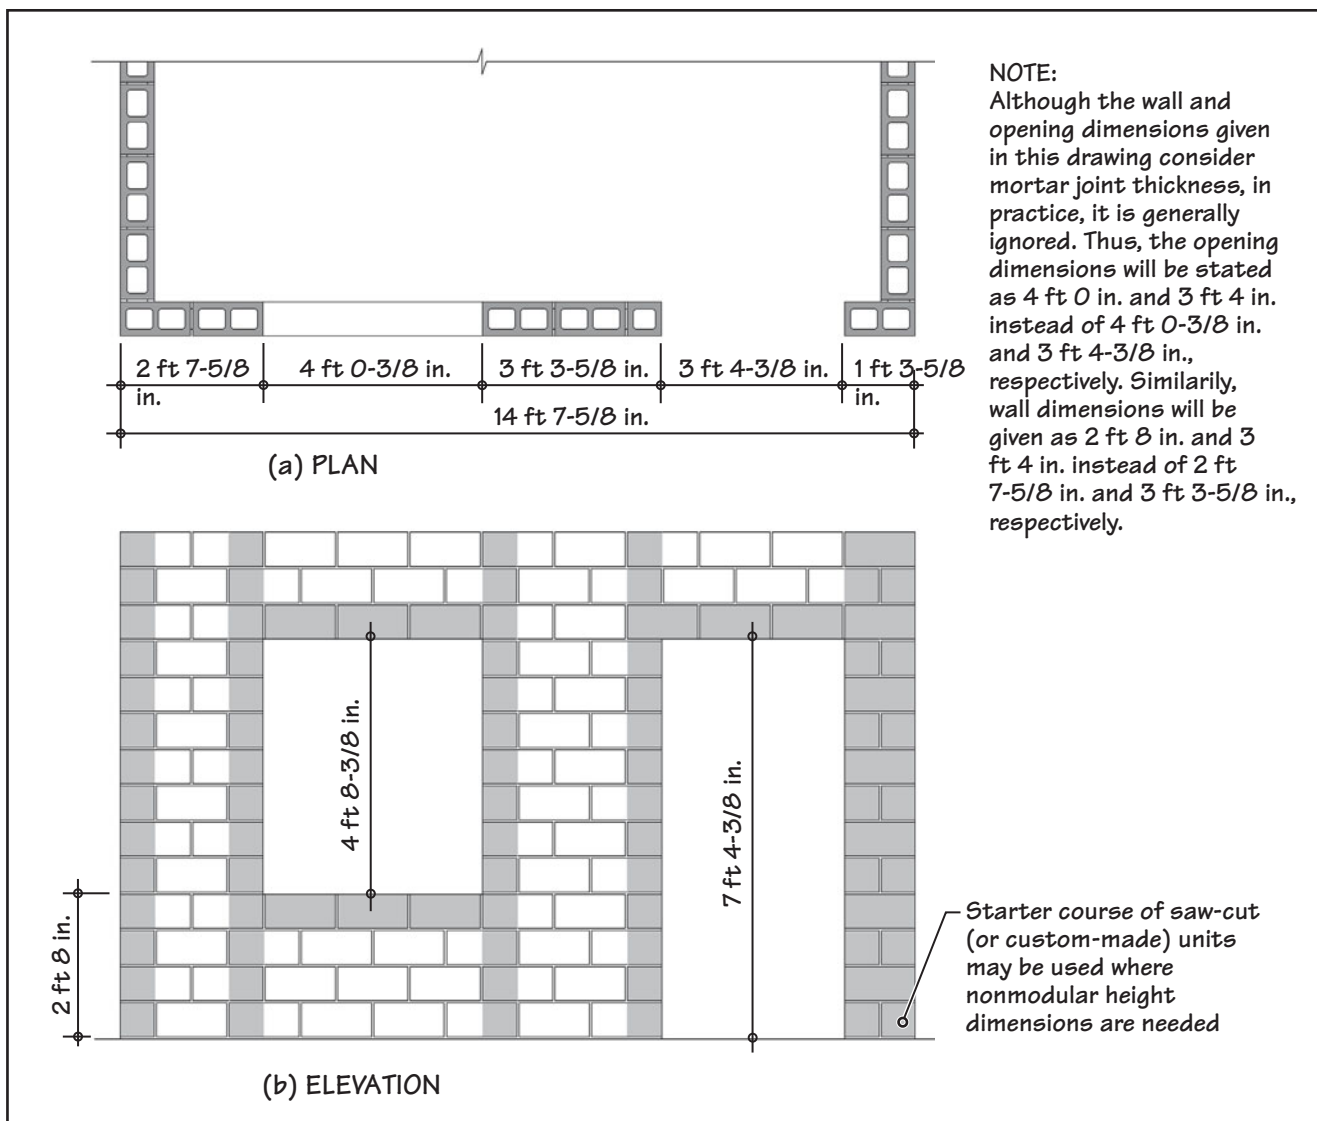 NOTE:
Although the wall and
opening dimensions given
in this drawing consider
mortar joint thickness, in
practice, it is generally
ignored. Thus, the opening
dimensions will be stated
as 4 ft 0 in. and 3 ft 4 in.
instead of 4 ft 0-3/8 in.
and 3 ft 4-3/8 in.,
respectively. Similarily,
wall dimensions will be
given as 2 ft 8 in. and 3
ft 4 in. instead of 2 ft
7-5/8 in. and 3 ft 3-5/8 in.,
respectively.
2 ft 7-5/8
in.
4 ft 0-3/8 in.
3 ft 3-5/8 in.
3 ft 4-3/8 in.
1 ft 3-5/8
in.
14 ft 7-5/8 in.
(a) PLAN
4 ft 8-3/8 in.
7 ft 4-3/8 in.
2 ft 8 in.
Starter course of saw-cut
(or custom-made) units
may be used where
nonmodular height
dimensions are needed
(b) ELEVATION